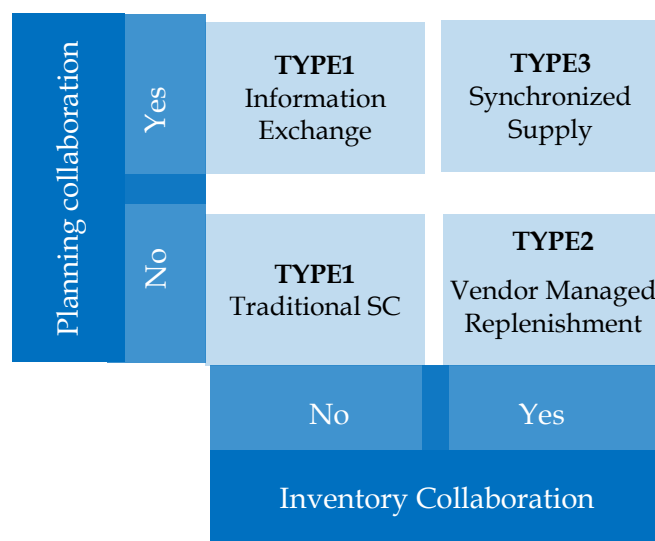 Planning collaboration
Yes
TYPE1
Information
Exchange
TYPE3
Synchronized
Supply
No
TYPE1
Traditional SC
TYPE2
Vendor Managed
Replenishment
No
Yes
Inventory Collaboration